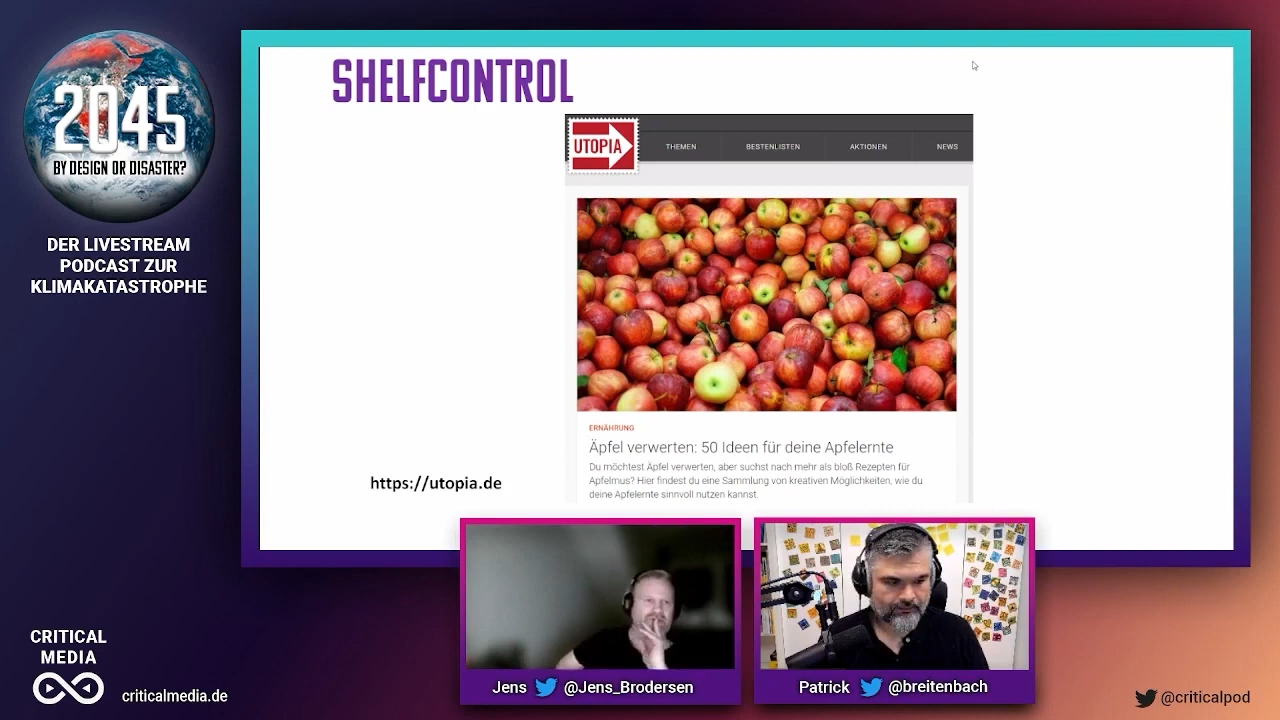 2045
BY DESIGN OR DISASTER?
DER LIVESTREAM
PODCAST ZUR
KLIMAKATASTROPHE
SHELFCONTROL
UTOPIA
THEMEN
BESTENLISTEN
AKTIONEN
NEWS
ERNÄHRUNG
Äpfel verwerten: 50 Ideen für deine Apfelernte
Du möchtest Äpfel verwerten, aber suchst nach mehr als bloß Rezepten für
Apfelmus? Hier findest du eine Sammlung von kreativen Möglichkeiten, wie du
deine Apfelernte sinnvoll nutzen kannst.
https://utopia.de
Jens @Jens_Brodersen
Patrick @breitenbach
CRITICAL
MEDIA
criticalmedia.de
@criticalpod